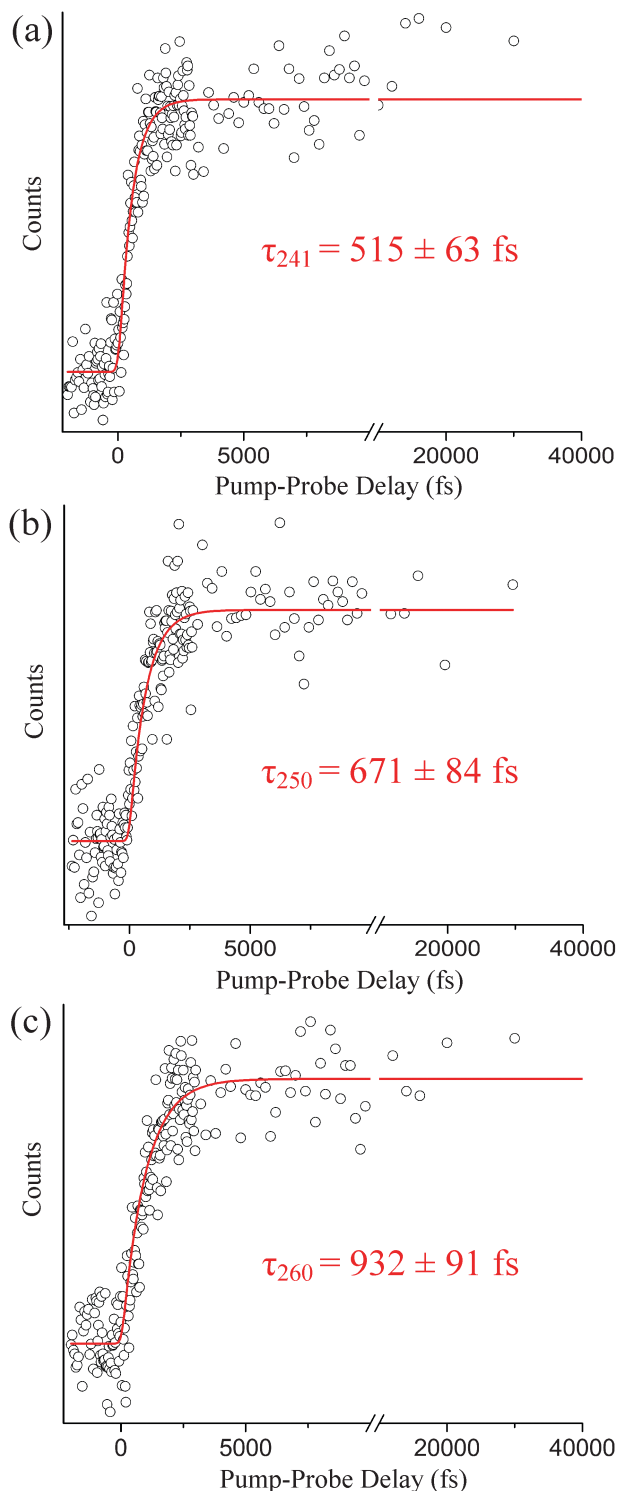 (a)
Counts
τ241 = 515 ± 63 fs
0 5000 20000 40000
Pump-Probe Delay (fs)
(b)
Counts
τ250 = 671 ± 84 fs
0 5000 20000 40000
Pump-Probe Delay (fs)
(c)
Counts
τ260 = 932 ± 91 fs
0 5000 20000 40000
Pump-Probe Delay (fs)